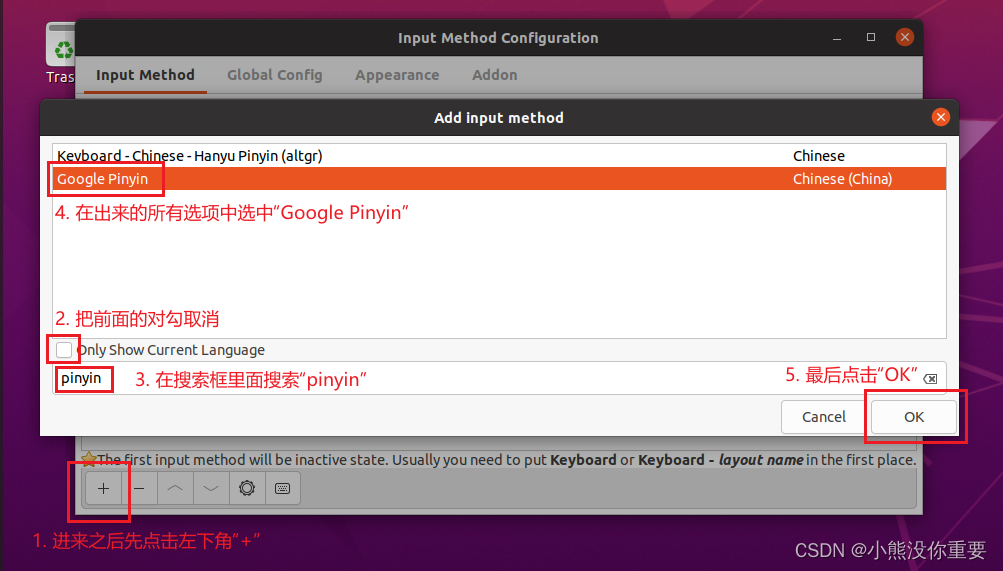 Input Method Configuration
Tras
Input Method Global Config Appearance Addon
Add input method
Keyboard - Chinese - Hanyu Pinyin (altgr) Chinese
Google Pinyin Chinese (China)
4. 在出来的所有选项中选中“Google Pinyin”
2. 把前面的对勾取消
Only Show Current Language
pinyin 3. 在搜索框里面搜索“pinyin” 5. 最后点击“OK”
Cancel OK
The first input method will be inactive state. Usually you need to put Keyboard or Keyboard - layout name in the first place.
1. 进来之后先点击左下角“+”
CSDN @小熊没你重要